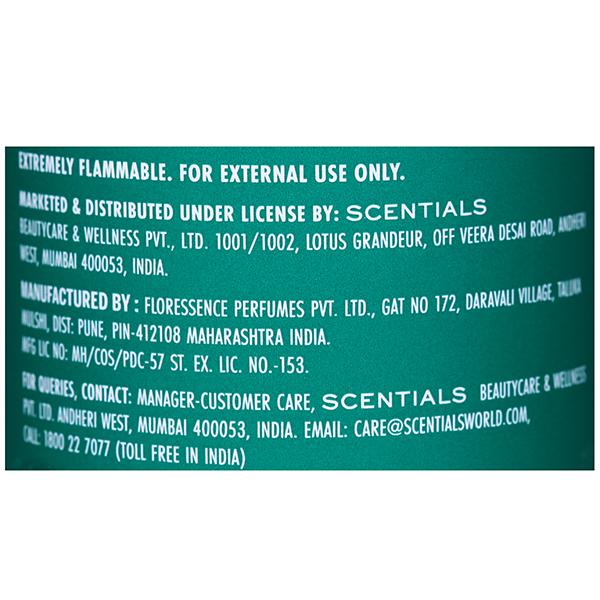 EXTREMELY FLAMMABLE. FOR EXTERNAL USE ONLY.
MARKETED & DISTRIBUTED UNDER LICENSE BY: SCENTIALS
BEAUTYCARE & WELLNESS PVT., LTD. 1001/1002, LOTUS GRANDEUR, OFF VEERA DESAI ROAD, ANDHERI
WEST, MUMBAI 400053, INDIA.
MANUFACTURED BY : FLORESSENCE PERFUMES PVT. LTD., GAT NO 172, DARAVALI VILLAGE, TALUKA
MULSHI, DIST: PUNE, PIN-412108 MAHARASHTRA INDIA.
MFG LIC NO: MH/COS/PDC-57 ST. EX. LIC. NO.-153.
FOR QUERIES, CONTACT: MANAGER-CUSTOMER CARE, SCENTIALS BEAUTYCARE & WELLNESS
PVT. LTD. ANDHERI WEST, MUMBAI 400053, INDIA. EMAIL: CARE@SCENTIALSWORLD.COM,
CALL: 1800 22 7077 (TOLL FREE IN INDIA)